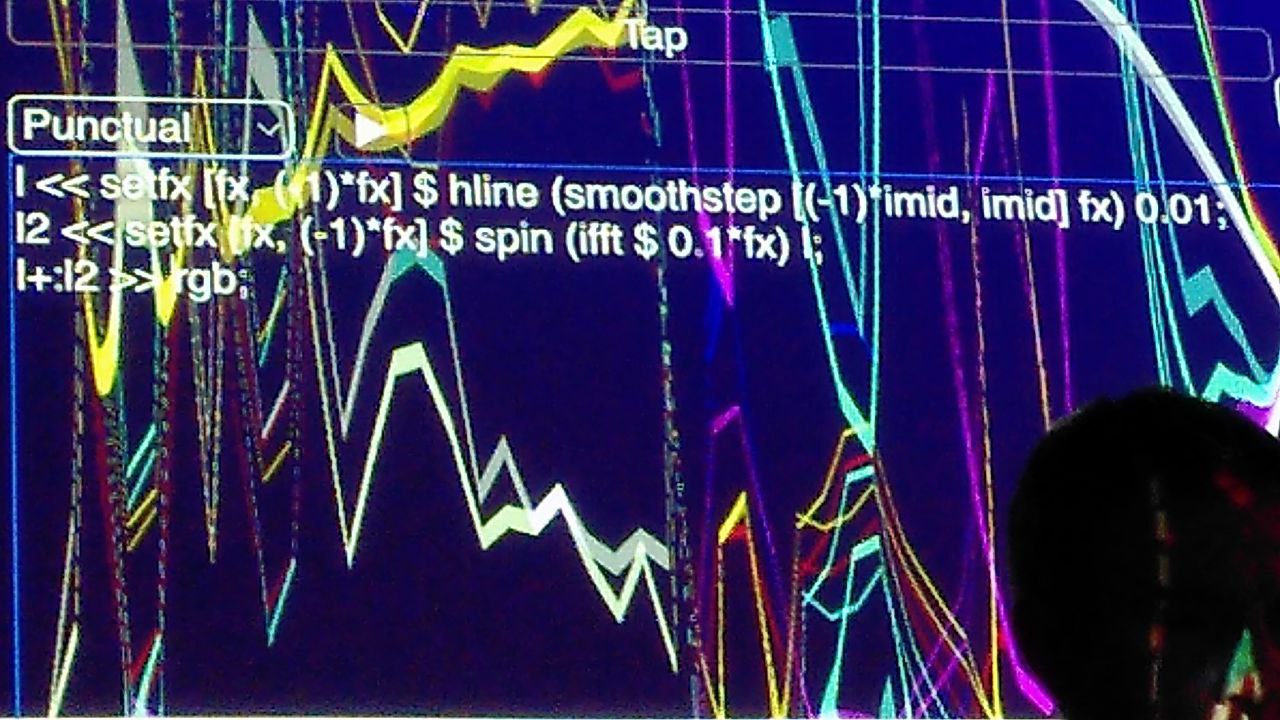 Tap
Punctual
l << setfx [fx, (-1)*fx] $ hline (smoothstep [(-1)*imid, imid] fx) 0.01;
l2 << setfx [fx, (-1)*fx] $ spin (ifft $ 0.1*fx) l;
l+:l2 >> rgb;